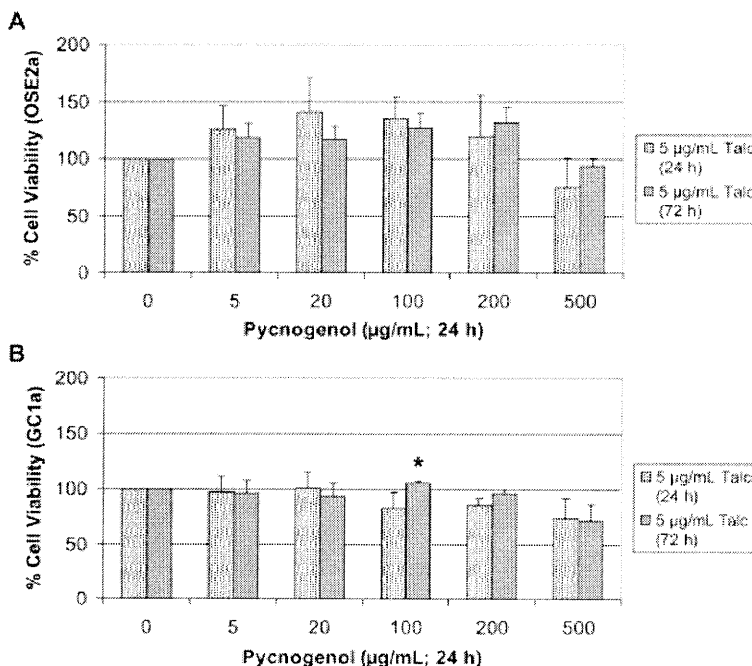 A
% Cell Viability (OSE2a)
200
150
100
50
0
0 5 20 100 200 500
Pycnogenol (µg/mL; 24 h)
5 µg/mL Talc
(24 h)
5 µg/mL Talc
(72 h)
B
% Cell Viability (GC1a)
200
150
100
50
0
*
0 5 20 100 200 500
Pycnogenol (µg/mL; 24 h)
5 µg/mL Talc
(24 h)
5 µg/mL Talc
(72 h)